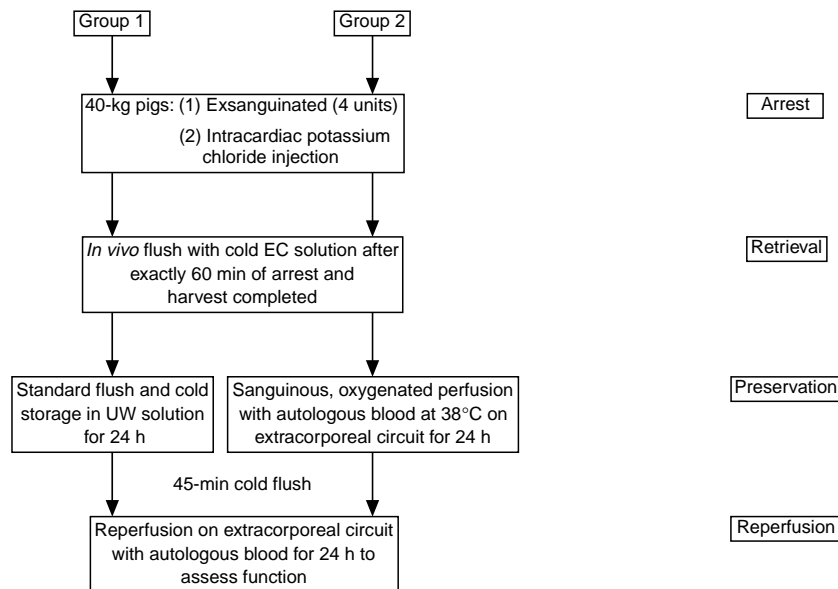 Group 1
Group 2
40-kg pigs: (1) Exsanguinated (4 units)
(2) Intracardiac potassium
chloride injection
Arrest
In vivo flush with cold EC solution after
exactly 60 min of arrest and
harvest completed
Retrieval
Standard flush and cold
storage in UW solution
for 24 h
Sanguinous, oxygenated perfusion
with autologous blood at 38°C on
extracorporeal circuit for 24 h
Preservation
45-min cold flush
Reperfusion on extracorporeal circuit
with autologous blood for 24 h to
assess function
Reperfusion